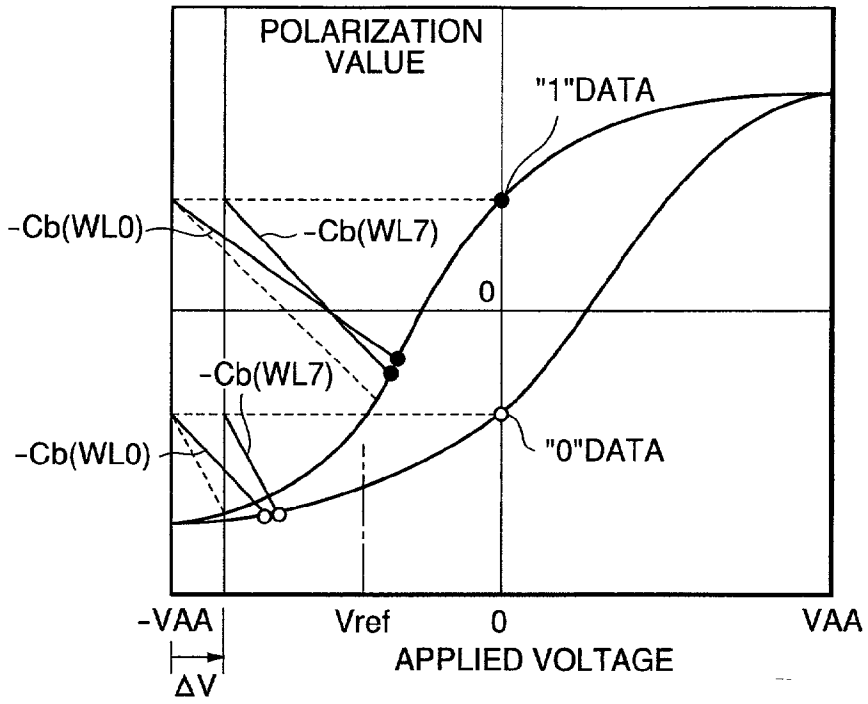 POLARIZATION
VALUE
"1"DATA
-Cb(WL0)
-Cb(WL7)
0
-Cb(WL7)
-Cb(WL0)
"0"DATA
-VAA
Vref
0
VAA
ΔV
APPLIED VOLTAGE